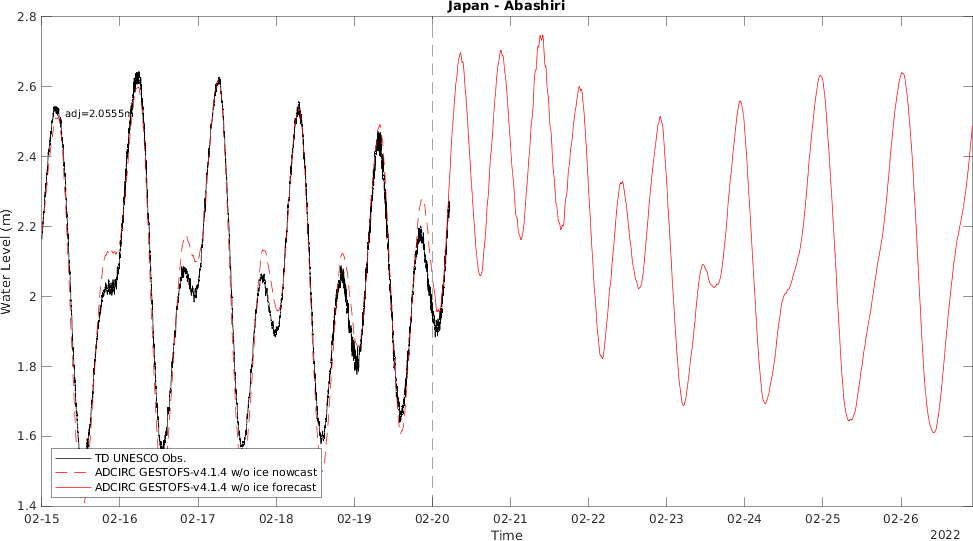 Japan - Abashiri
2.8
2.6
2.4
2.2
2
1.8
1.6
1.4
Water Level (m)
adj=2.0555m
TD UNESCO Obs.
ADCIRC GESTOFS-v4.1.4 w/o ice nowcast
ADCIRC GESTOFS-v4.1.4 w/o ice forecast
02-15 02-16 02-17 02-18 02-19 02-20 02-21 02-22 02-23 02-24 02-25 02-26
Time
2022